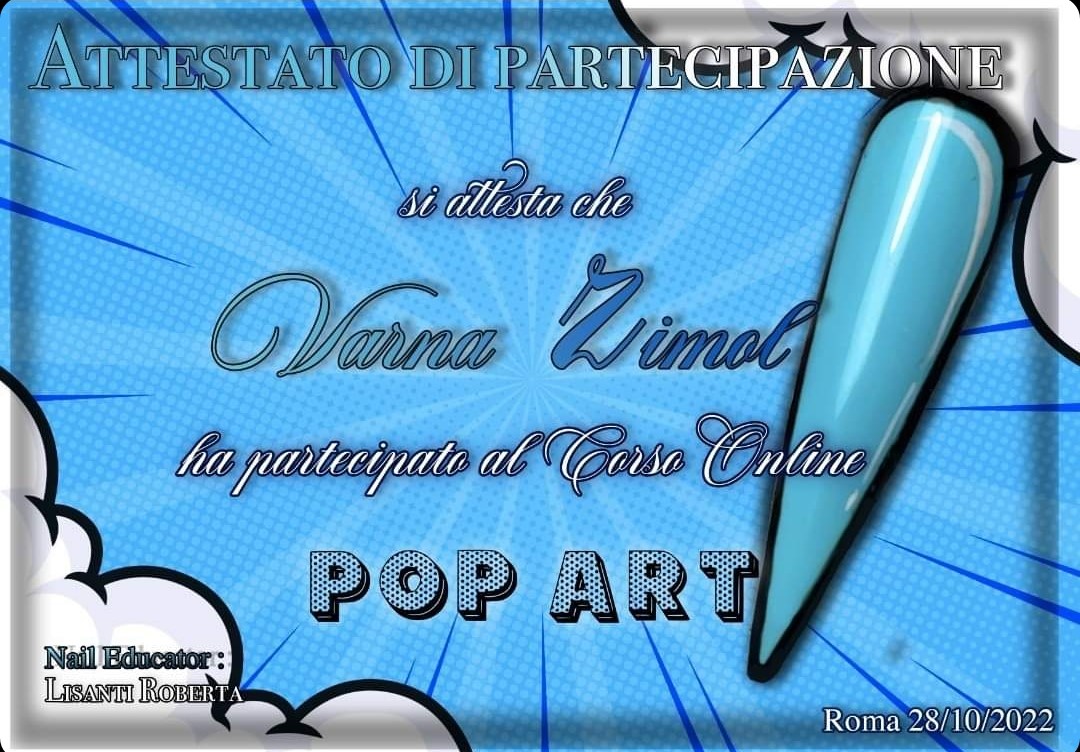 Attestato di partecipazione
si attesta che
Varna Zimol
ha partecipato al Corso Online
POP ART
Nail Educator :
Lisanti Roberta
Roma 28/10/2022